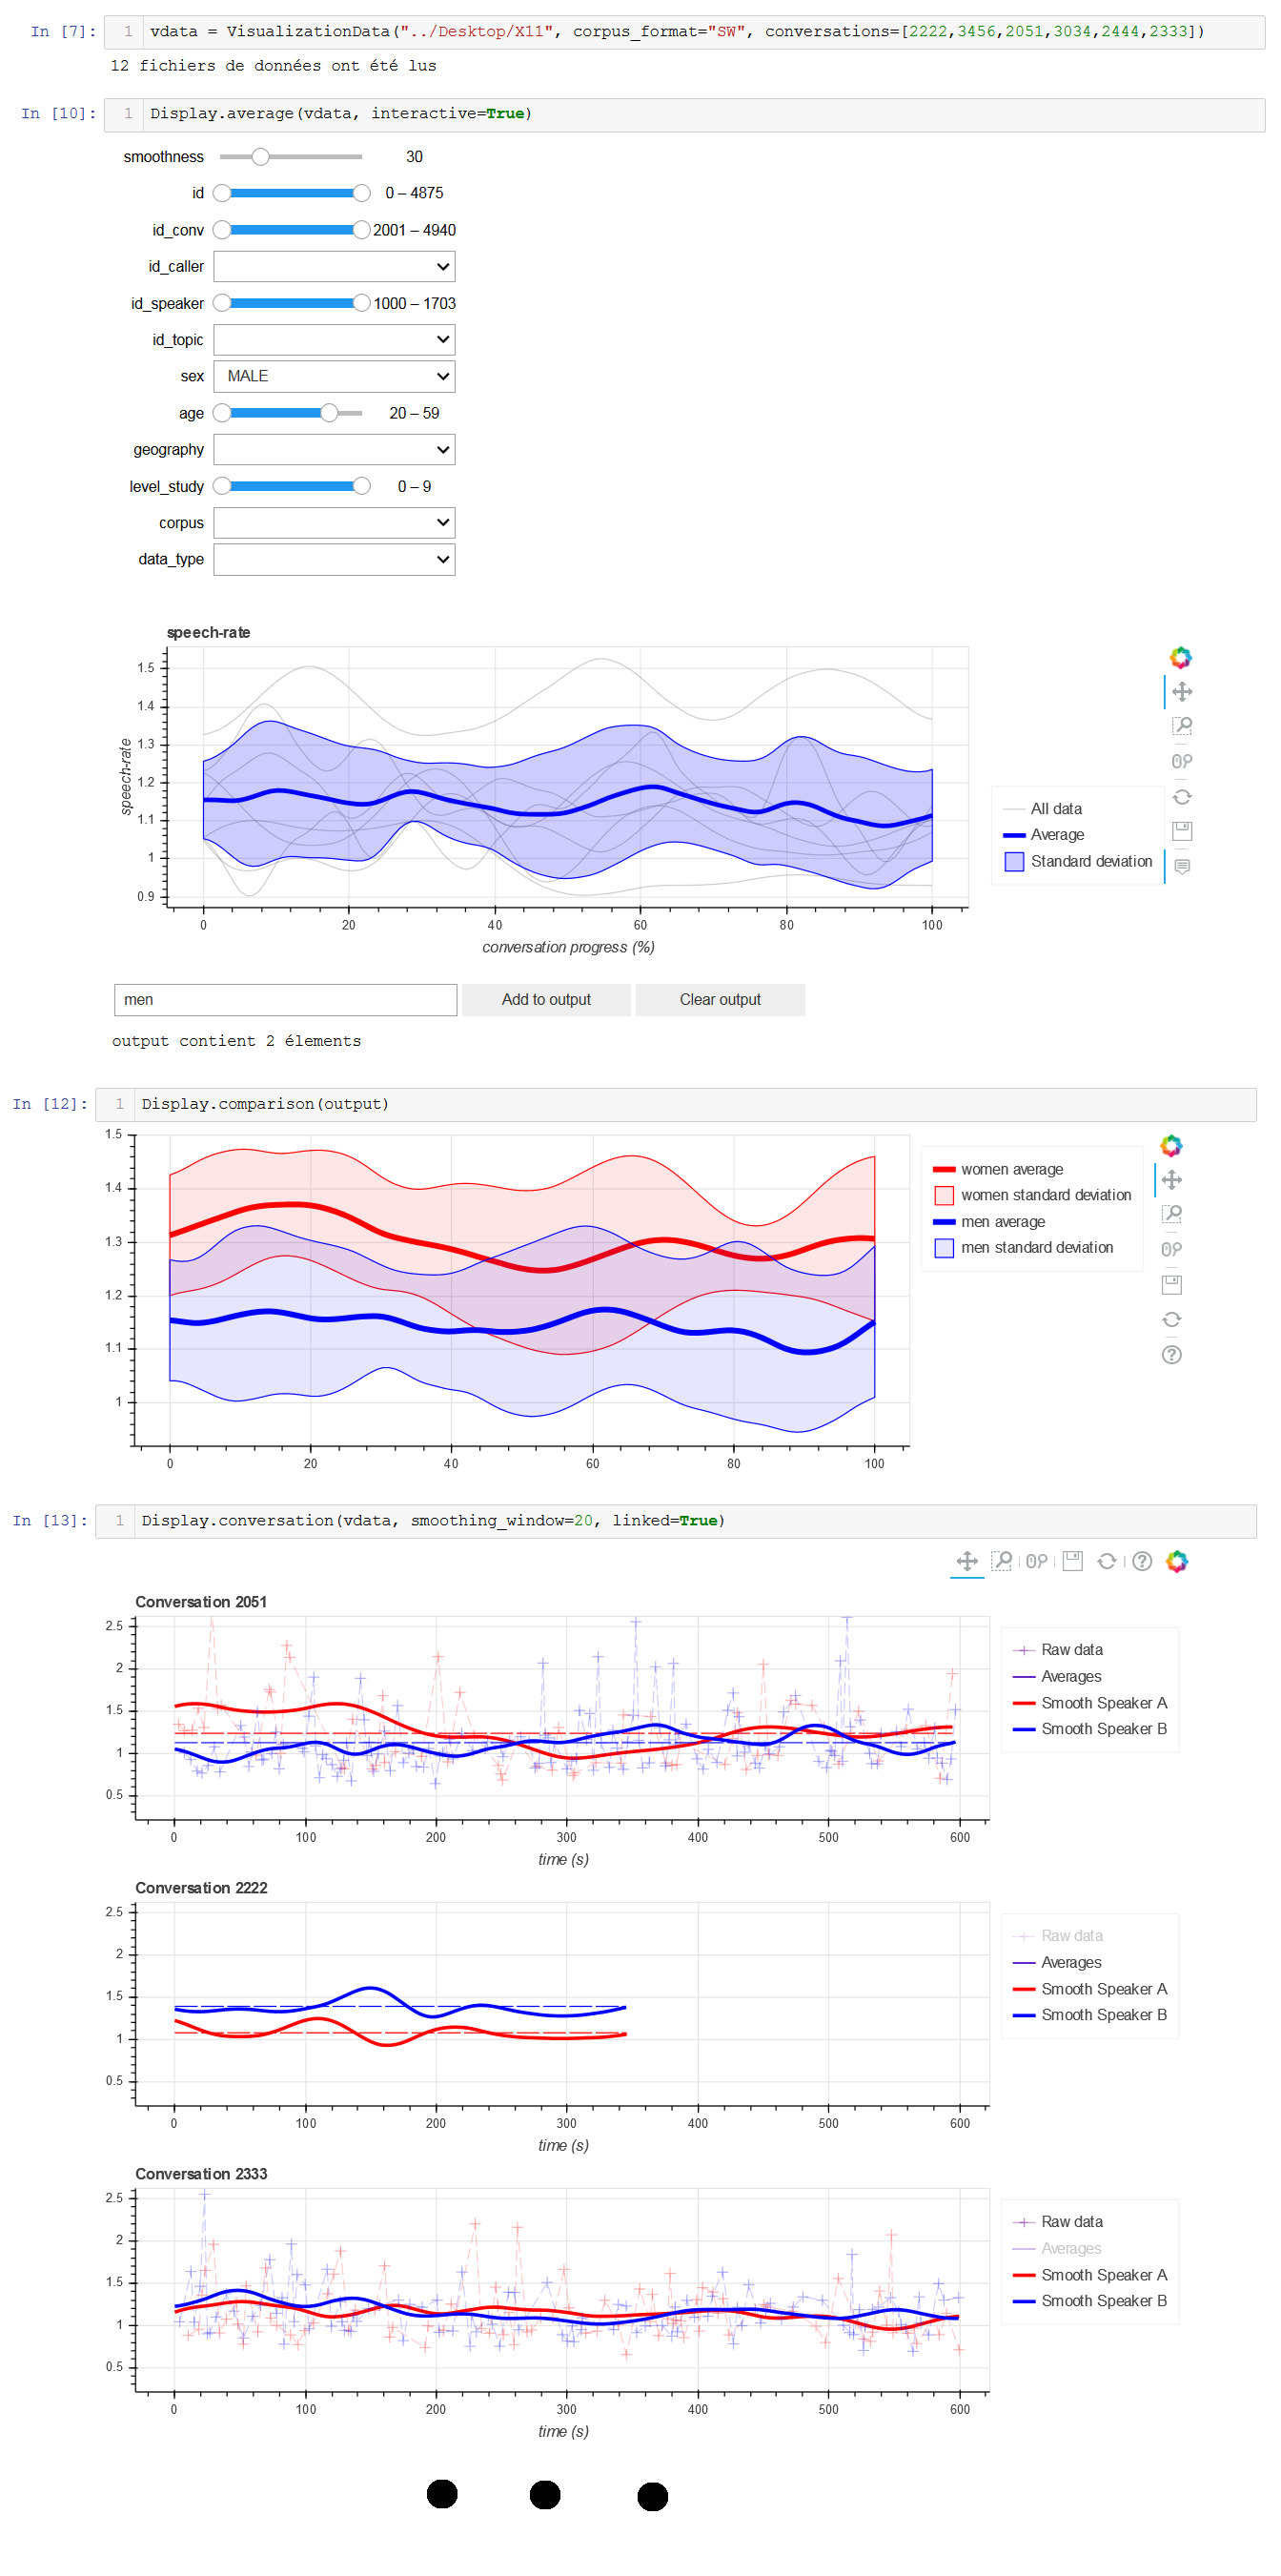 In [7]: 1 vdata = VisualizationData("../Desktop/X11", corpus_format="SW", conversations=[2222,3456,2051,3034,2444,2333])
12 fichiers de données ont été lus
In [10]: 1 Display.average(vdata, interactive=True)
smoothness 30
id 0 – 4875
id_conv 2001 – 4940
id_caller
id_speaker 1000 – 1703
id_topic
sex MALE
age 20 – 59
geography
level_study 0 – 9
corpus
data_type
speech-rate
1.5
1.4
1.3
1.2
1.1
1
0.9
speech-rate
0 20 40 60 80 100
conversation progress (%)
All data
Average
Standard deviation
men Add to output Clear output
output contient 2 élements
In [12]: 1 Display.comparison(output)
1.5
1.4
1.3
1.2
1.1
1
0 20 40 60 80 100
women average
women standard deviation
men average
men standard deviation
In [13]: 1 Display.conversation(vdata, smoothing_window=20, linked=True)
Conversation 2051
2.5
2
1.5
1
0.5
0 100 200 300 400 500 600
time (s)
Raw data
Averages
Smooth Speaker A
Smooth Speaker B
Conversation 2222
2.5
2
1.5
1
0.5
0 100 200 300 400 500 600
time (s)
Raw data
Averages
Smooth Speaker A
Smooth Speaker B
Conversation 2333
2.5
2
1.5
1
0.5
0 100 200 300 400 500 600
time (s)
Raw data
Averages
Smooth Speaker A
Smooth Speaker B